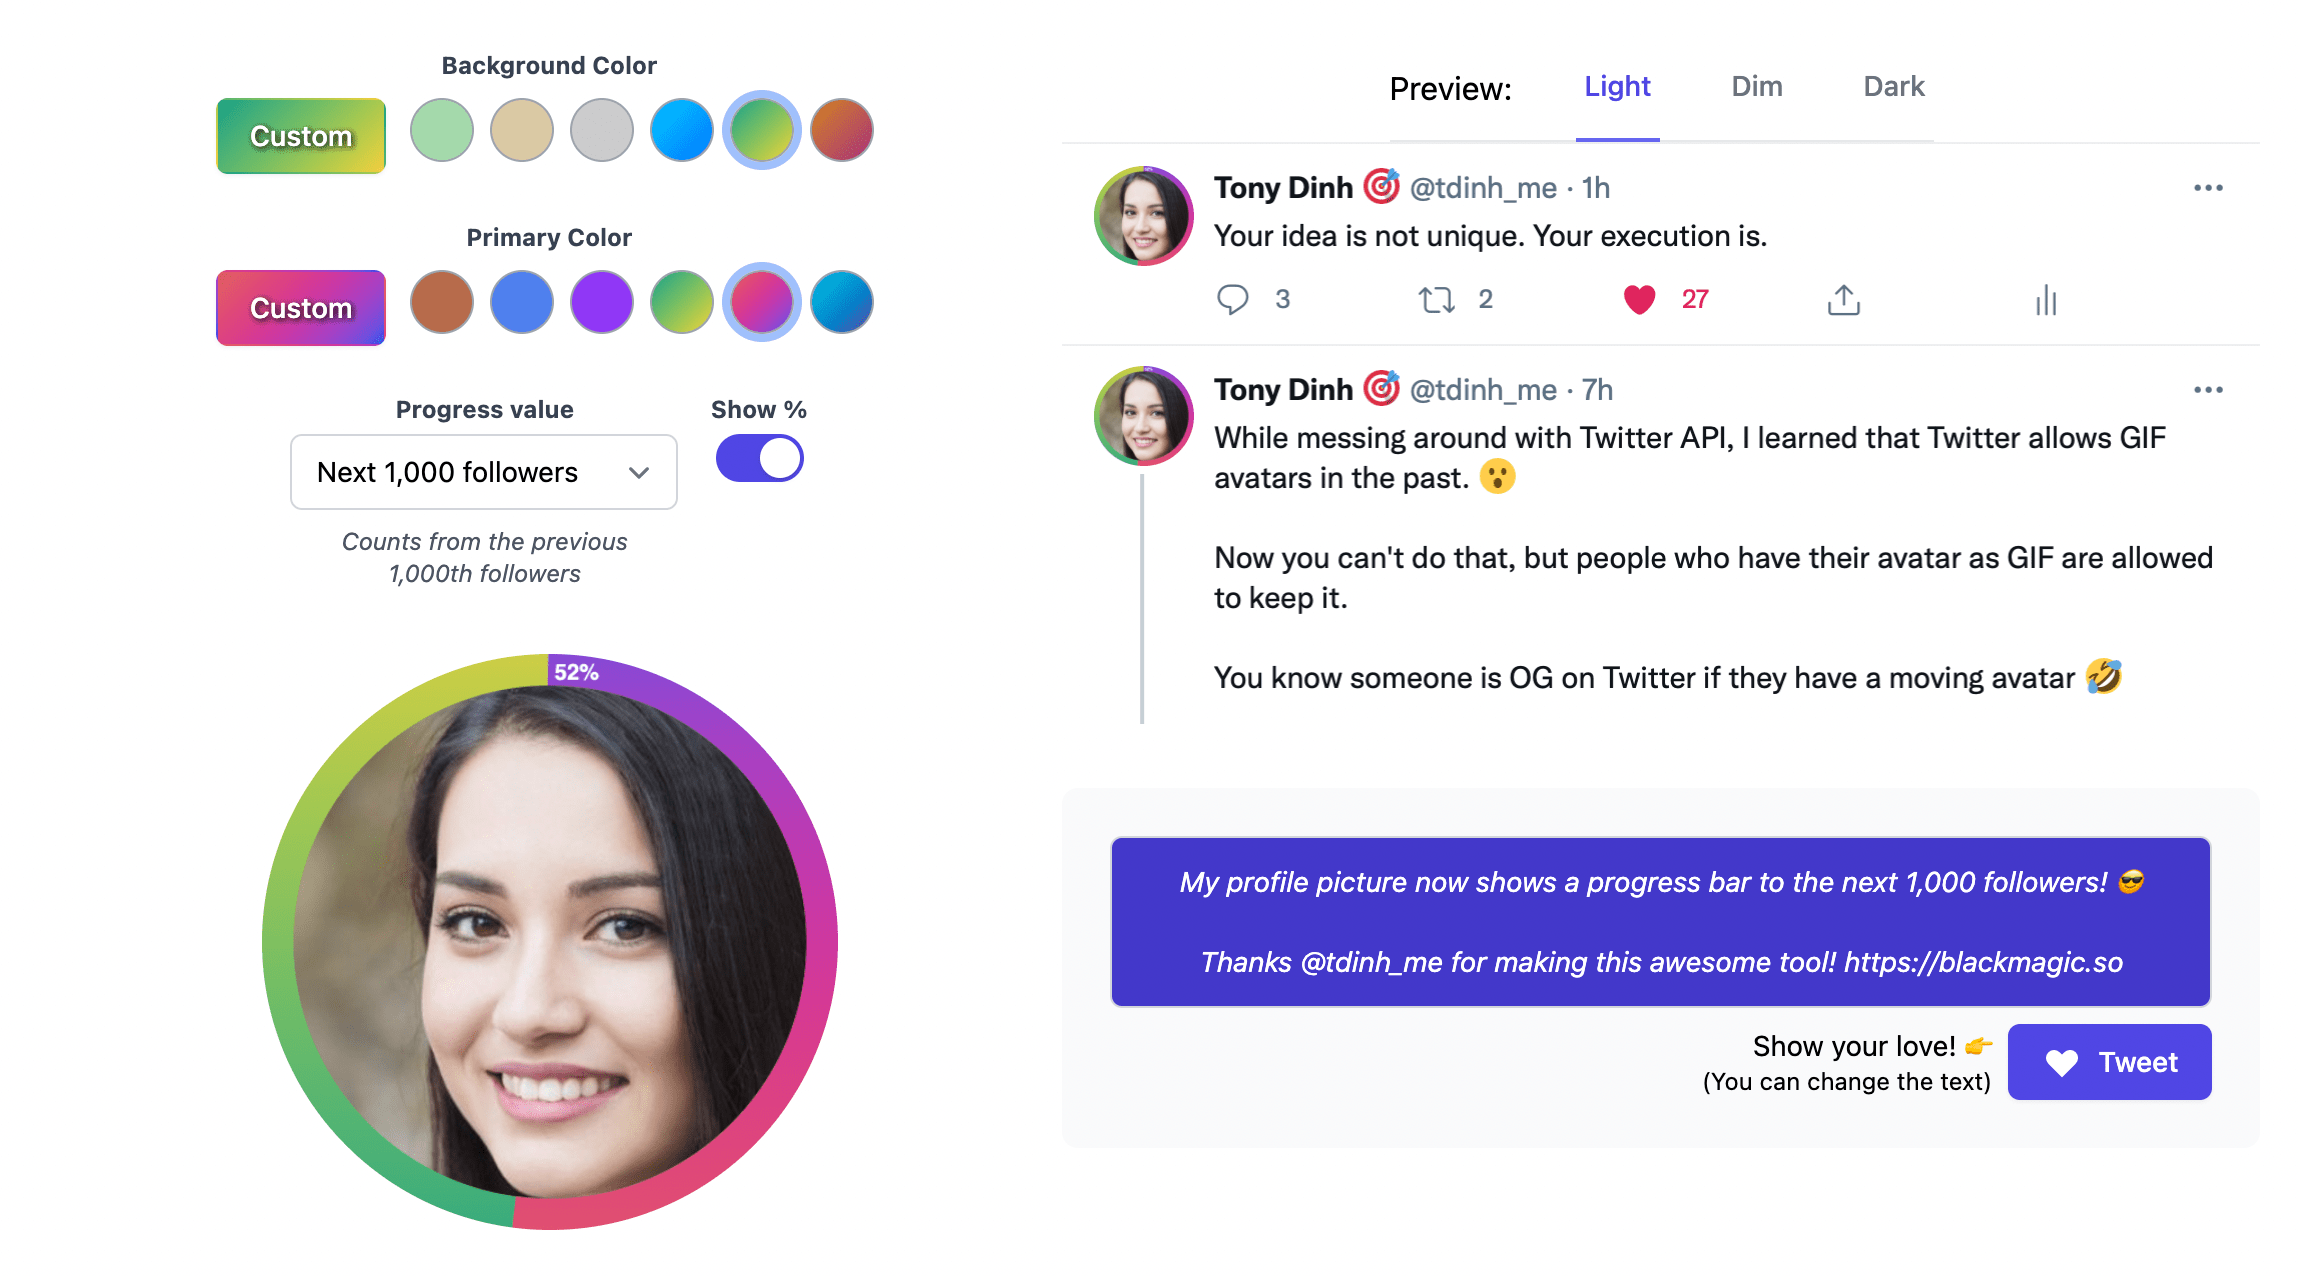 Background Color
Custom
Primary Color
Custom
Progress value
Show %
Next 1,000 followers
Counts from the previous
1,000th followers
52%
Preview:
Light
Dim
Dark
Tony Dinh 🎯 @tdinh_me · 1h
Your idea is not unique. Your execution is.
3
2
27
Tony Dinh 🎯 @tdinh_me · 7h
While messing around with Twitter API, I learned that Twitter allows GIF
avatars in the past. 😮
Now you can't do that, but people who have their avatar as GIF are allowed
to keep it.
You know someone is OG on Twitter if they have a moving avatar 🤣
My profile picture now shows a progress bar to the next 1,000 followers! 😎
Thanks @tdinh_me for making this awesome tool! https://blackmagic.so
Show your love! 👉
(You can change the text)
Tweet